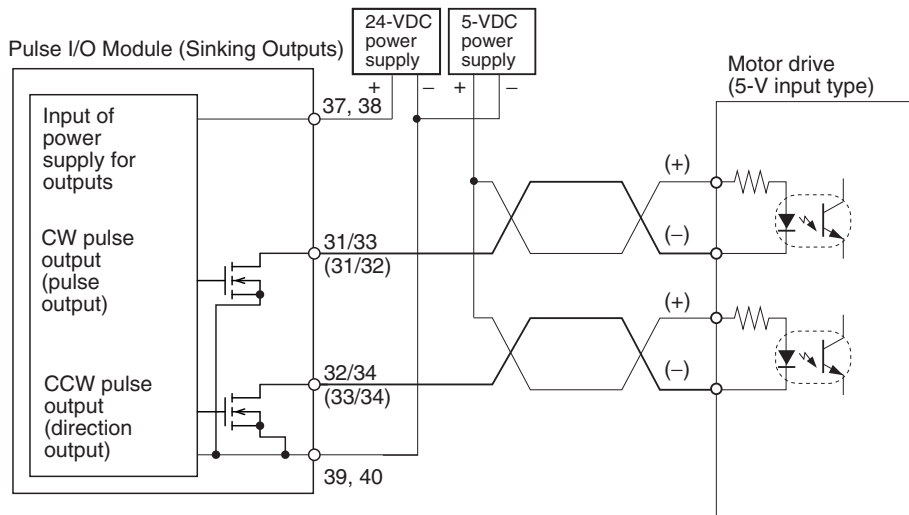 Pulse I/O Module (Sinking Outputs)
24-VDC
power
supply
5-VDC
power
supply
+ − + −
Motor drive
(5-V input type)
37, 38
Input of
power
supply for
outputs
(+)
CW pulse
output
(pulse
output)
31/33
(31/32)
(−)
(+)
CCW pulse
output
(direction
output)
32/34
(33/34)
(−)
39, 40